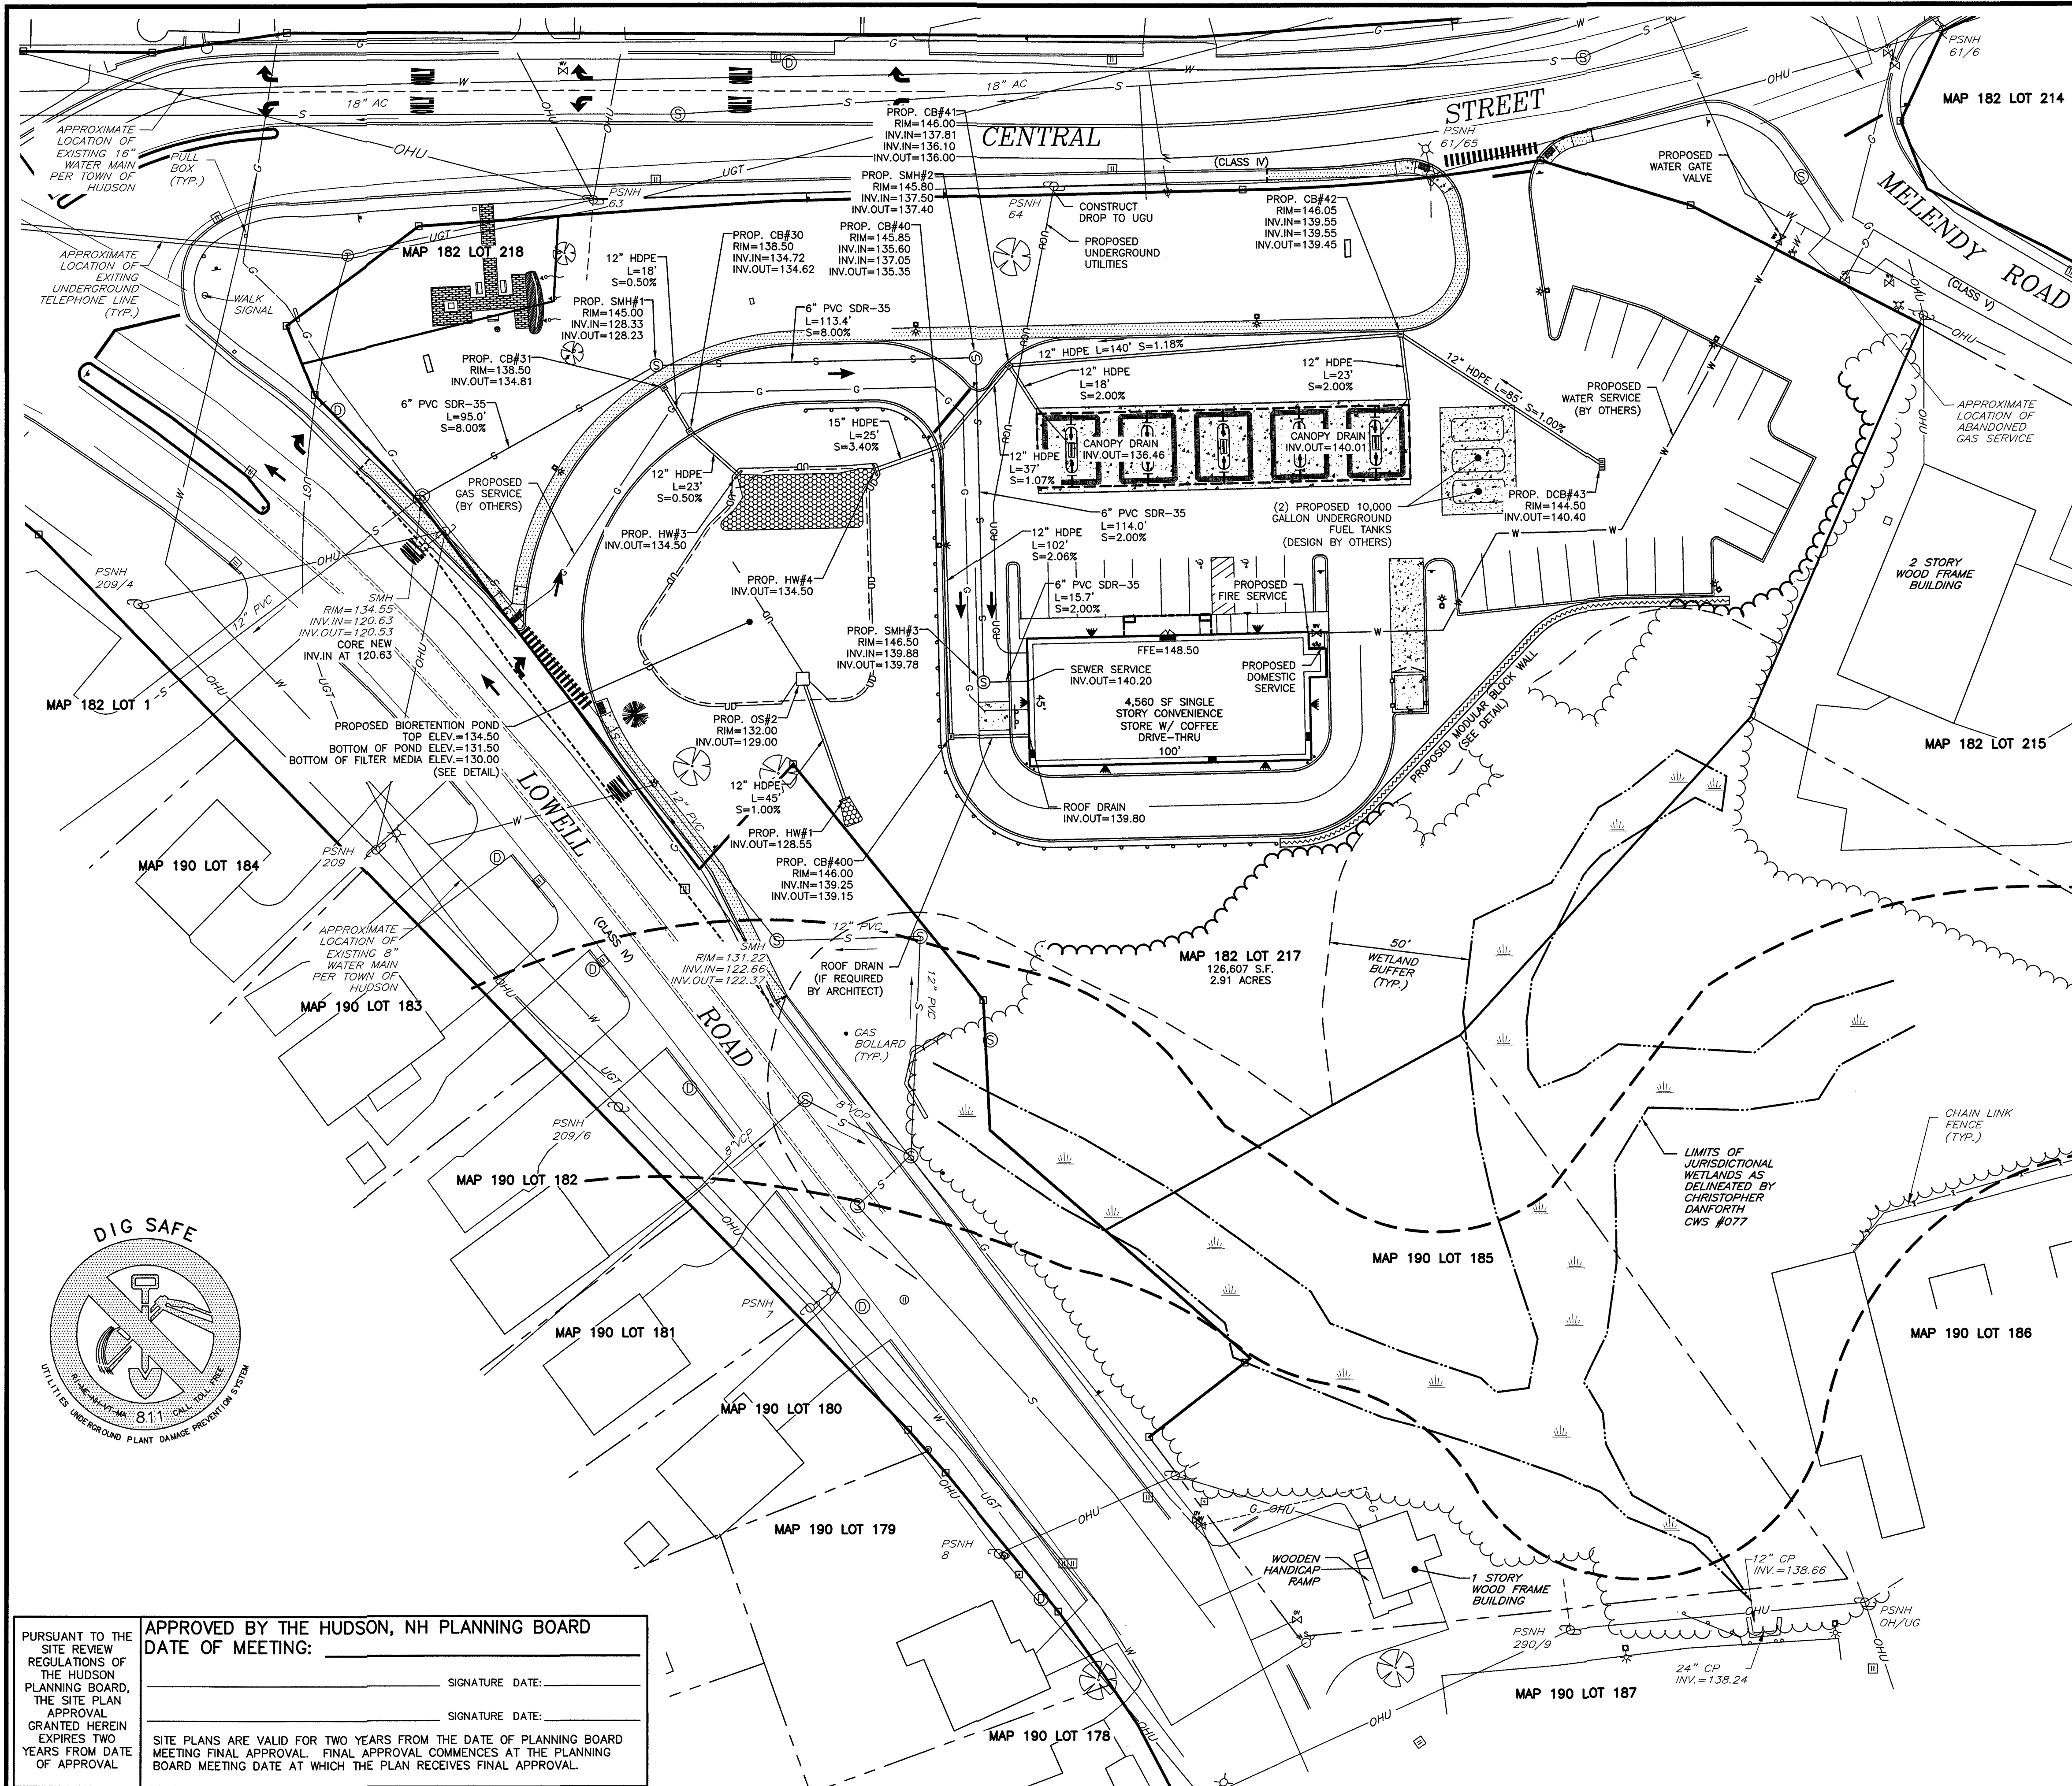 18" AC
18" AC
CENTRAL
STREET
(CLASS IV)
PSNH
61/65
PSNH
61/6
MAP 182 LOT 214
APPROXIMATE
LOCATION OF
EXISTING 16"
WATER MAIN
PER TOWN OF
HUDSON
PULL
BOX
(TYP.)
PSNH
63
PSNH
64
PROP. CB#41
RIM=146.00
INV.IN=137.81
INV.IN=136.10
INV.OUT=136.00
PROP. SMH#2
RIM=145.80
INV.IN=137.50
INV.OUT=137.40
PROP. CB#40
RIM=145.85
INV.IN=135.60
INV.IN=137.05
INV.OUT=135.35
CONSTRUCT
DROP TO UGU
PROPOSED
UNDERGROUND
UTILITIES
PROP. CB#42
RIM=146.05
INV.IN=139.55
INV.IN=139.55
INV.OUT=139.45
PROPOSED
WATER GATE
VALVE
MELENDY ROAD
(CLASS V)
APPROXIMATE
LOCATION OF
EXITING
UNDERGROUND
TELEPHONE LINE
(TYP.)
WALK
SIGNAL
MAP 182 LOT 218
12" HDPE
L=18'
S=0.50%
PROP. CB#30
RIM=138.50
INV.IN=134.72
INV.OUT=134.62
PROP. SMH#1
RIM=145.00
INV.IN=128.33
INV.OUT=128.23
PROP. CB#31
RIM=138.50
INV.OUT=134.81
6" PVC SDR-35
L=113.4'
S=8.00%
6" PVC SDR-35
L=95.0'
S=8.00%
12" HDPE L=140' S=1.18%
12" HDPE
L=18'
S=2.00%
12" HDPE
L=23'
S=2.00%
12" HDPE L=85' S=1.00%
PROPOSED
WATER SERVICE
(BY OTHERS)
APPROXIMATE
LOCATION OF
ABANDONED
GAS SERVICE
15" HDPE
L=25'
S=3.40%
CANOPY DRAIN
INV.OUT=136.46
CANOPY DRAIN
INV.OUT=140.01
12" HDPE
L=37'
S=1.07%
12" HDPE
L=23'
S=0.50%
PROPOSED
GAS SERVICE
(BY OTHERS)
PROP. HW#3
INV.OUT=134.50
PROP. HW#4
INV.OUT=134.50
6" PVC SDR-35
L=114.0'
S=2.00%
12" HDPE
L=102'
S=2.06%
6" PVC SDR-35
L=15.7'
S=2.00%
(2) PROPOSED 10,000
GALLON UNDERGROUND
FUEL TANKS
(DESIGN BY OTHERS)
PROP. DCB#43
RIM=144.50
INV.OUT=140.40
PROPOSED
FIRE SERVICE
2 STORY
WOOD FRAME
BUILDING
PSNH
209/4
12" PVC
SMH
RIM=134.55
INV.IN=120.63
INV.OUT=120.53
CORE NEW
INV.IN AT 120.63
PROP. SMH#3
RIM=146.50
INV.IN=139.88
INV.OUT=139.78
FFE=148.50
SEWER SERVICE
INV.OUT=140.20
PROPOSED
DOMESTIC
SERVICE
4,560 SF SINGLE
STORY CONVENIENCE
STORE W/ COFFEE
DRIVE-THRU
100'
45'
PROPOSED MODULAR BLOCK WALL
(SEE DETAIL)
MAP 182 LOT 1
PROPOSED BIORETENTION POND
TOP ELEV.=134.50
BOTTOM OF POND ELEV.=131.50
BOTTOM OF FILTER MEDIA ELEV.=130.00
(SEE DETAIL)
PROP. OS#2
RIM=132.00
INV.OUT=129.00
12" HDPE
L=45'
S=1.00%
PROP. HW#1
INV.OUT=128.55
PROP. CB#400
RIM=146.00
INV.IN=139.25
INV.OUT=139.15
ROOF DRAIN
INV.OUT=139.80
MAP 182 LOT 215
LOWELL
ROAD
(CLASS IV)
12" PVC
MAP 190 LOT 184
PSNH
209
APPROXIMATE
LOCATION OF
EXISTING 8"
WATER MAIN
PER TOWN OF
HUDSON
MAP 190 LOT 183
SMH
RIM=131.22
INV.IN=122.66
INV.OUT=122.37
12" PVC
12" PVC
ROOF DRAIN
(IF REQUIRED
BY ARCHITECT)
GAS
BOLLARD
(TYP.)
MAP 182 LOT 217
126,607 S.F.
2.91 ACRES
50'
WETLAND
BUFFER
(TYP.)
8"VCP
8"VCP
PSNH
209/6
MAP 190 LOT 182
LIMITS OF
JURISDICTIONAL
WETLANDS AS
DELINEATED BY
CHRISTOPHER
DANFORTH
CWS #077
CHAIN LINK
FENCE
(TYP.)
MAP 190 LOT 185
MAP 190 LOT 186
DIG SAFE
RI-ME-NH-VT-MA 811 CALL TOLL FREE
UTILITIES UNDERGROUND PLANT DAMAGE PREVENTION SYSTEM
PSNH
7
MAP 190 LOT 181
MAP 190 LOT 180
MAP 190 LOT 179
PSNH
8
WOODEN
HANDICAP
RAMP
1 STORY
WOOD FRAME
BUILDING
12" CP
INV.=138.66
PSNH
290/9
PSNH
OH/UG
24" CP
INV.=138.24
MAP 190 LOT 187
MAP 190 LOT 178
PURSUANT TO THE
SITE REVIEW
REGULATIONS OF
THE HUDSON
PLANNING BOARD,
THE SITE PLAN
APPROVAL
GRANTED HEREIN
EXPIRES TWO
YEARS FROM DATE
OF APPROVAL
APPROVED BY THE HUDSON, NH PLANNING BOARD
DATE OF MEETING:
SIGNATURE DATE:
SIGNATURE DATE:
SITE PLANS ARE VALID FOR TWO YEARS FROM THE DATE OF PLANNING BOARD
MEETING FINAL APPROVAL. FINAL APPROVAL COMMENCES AT THE PLANNING
BOARD MEETING DATE AT WHICH THE PLAN RECEIVES FINAL APPROVAL.